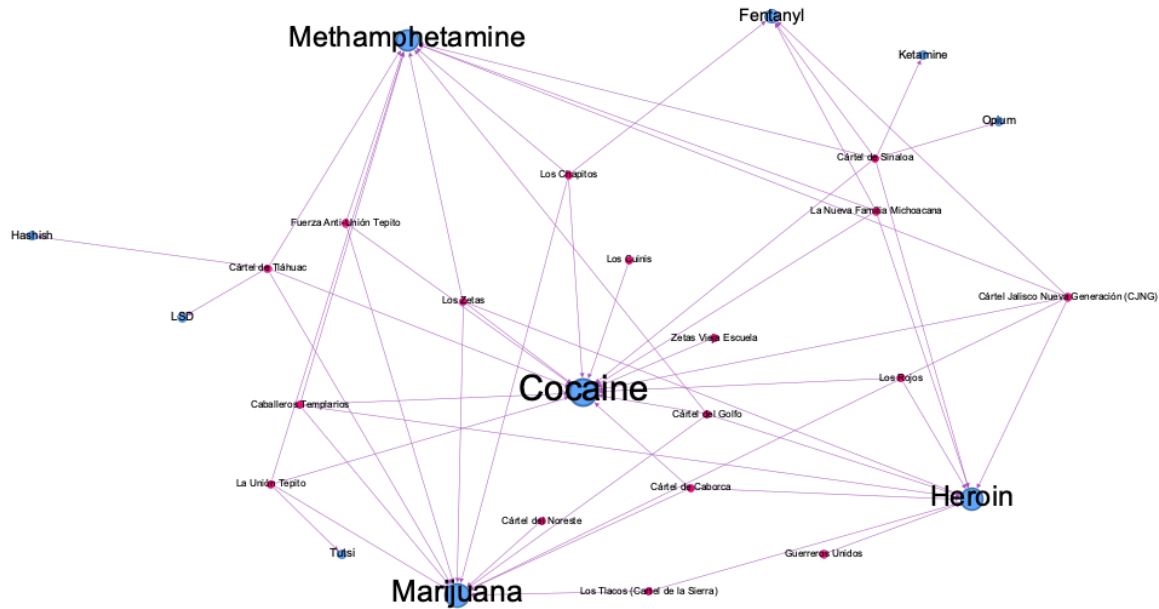 Fentanyl
Methamphetamine
Ketamine
Opium
Cártel de Sinaloa
Los Chapitos
La Nueva Familia Michoacana
Fuerza Anti-Unión Tepito
Hashish
Los Cuinis
Cártel de Tláhuac
Cártel Jalisco Nueva Generación (CJNG)
Los Zetas
LSD
Zetas Vieja Escuela
Los Rojos
Cocaine
Caballeros Templarios
Cártel del Golfo
La Unión Tepito
Cártel de Caborca
Heroin
Cártel del Noreste
Tutsi
Guerreros Unidos
Marijuana
Los Tlacos (Cartel de la Sierra)